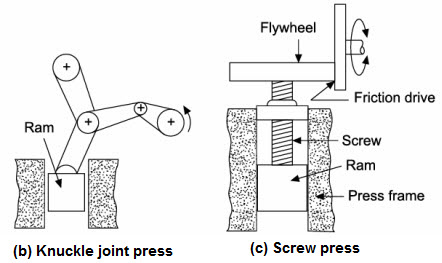 Ram
(b) Knuckle joint press
Flywheel
Friction drive
Screw
Ram
Press frame
(c) Screw press